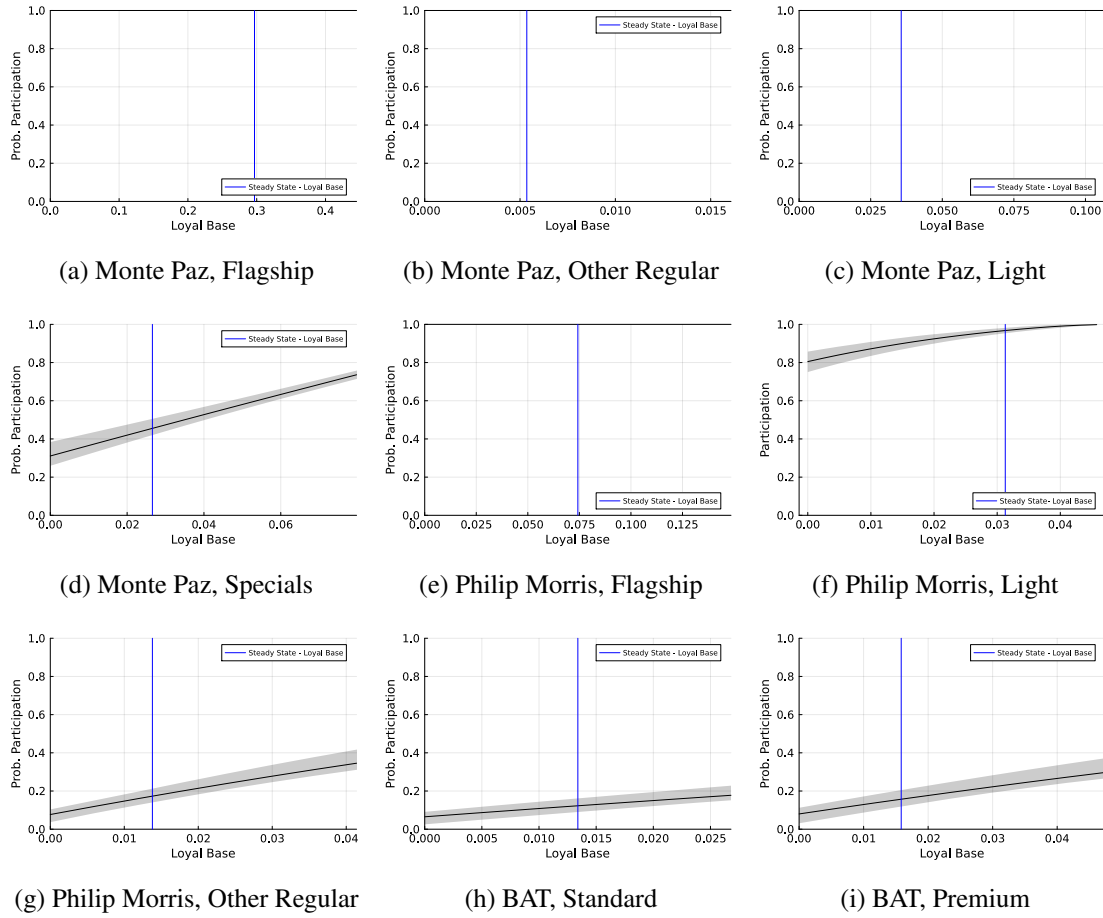 Prob. Participation
1.0
0.8
0.6
0.4
0.2
0.0
Steady State - Loyal Base
0.0 0.1 0.2 0.3 0.4
Loyal Base
(a) Monte Paz, Flagship
Prob. Participation
1.0
0.8
0.6
0.4
0.2
0.0
Steady State - Loyal Base
0.000 0.005 0.010 0.015
Loyal Base
(b) Monte Paz, Other Regular
Prob. Participation
1.0
0.8
0.6
0.4
0.2
0.0
Steady State - Loyal Base
0.000 0.025 0.050 0.075 0.100
Loyal Base
(c) Monte Paz, Light
Prob. Participation
1.0
0.8
0.6
0.4
0.2
0.0
Steady State - Loyal Base
0.00 0.02 0.04 0.06
Loyal Base
(d) Monte Paz, Specials
Prob. Participation
1.0
0.8
0.6
0.4
0.2
0.0
Steady State - Loyal Base
0.000 0.025 0.050 0.075 0.100 0.125
Loyal Base
(e) Philip Morris, Flagship
Participation
1.0
0.8
0.6
0.4
0.2
0.0
Steady State- Loyal Base
0.00 0.01 0.02 0.03 0.04
Loyal Base
(f) Philip Morris, Light
Prob. Participation
1.0
0.8
0.6
0.4
0.2
0.0
Steady State - Loyal Base
0.00 0.01 0.02 0.03 0.04
Loyal Base
(g) Philip Morris, Other Regular
Prob. Participation
1.0
0.8
0.6
0.4
0.2
0.0
Steady State - Loyal Base
0.000 0.005 0.010 0.015 0.020 0.025
Loyal Base
(h) BAT, Standard
Prob. Participation
1.0
0.8
0.6
0.4
0.2
0.0
Steady State - Loyal Base
0.00 0.01 0.02 0.03 0.04
Loyal Base
(i) BAT, Premium